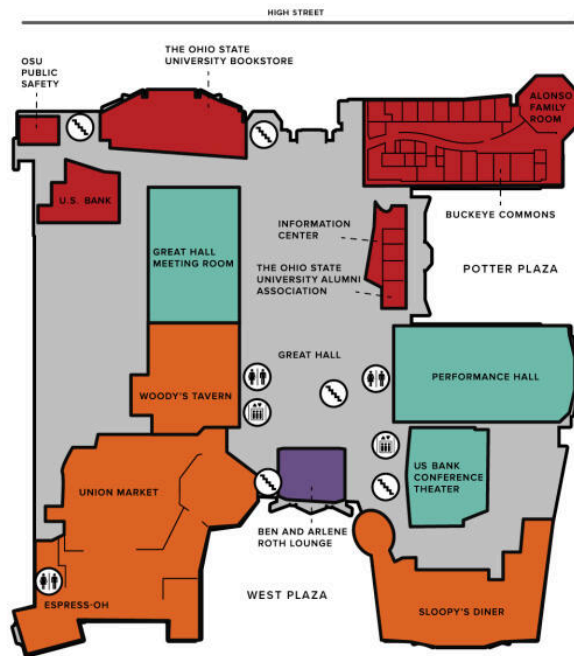 HIGH STREET
OSU
PUBLIC
SAFETY
THE OHIO STATE
UNIVERSITY BOOKSTORE
ALONSO
FAMILY
ROOM
U.S. BANK
BUCKEYE COMMONS
INFORMATION
CENTER
GREAT HALL
MEETING ROOM
THE OHIO STATE
UNIVERSITY ALUMNI
ASSOCIATION
POTTER PLAZA
GREAT HALL
PERFORMANCE HALL
WOODY'S TAVERN
US BANK
CONFERENCE
THEATER
UNION MARKET
BEN AND ARLENE
ROTH LOUNGE
WEST PLAZA
ESPRESS-OH
SLOOPY'S DINER